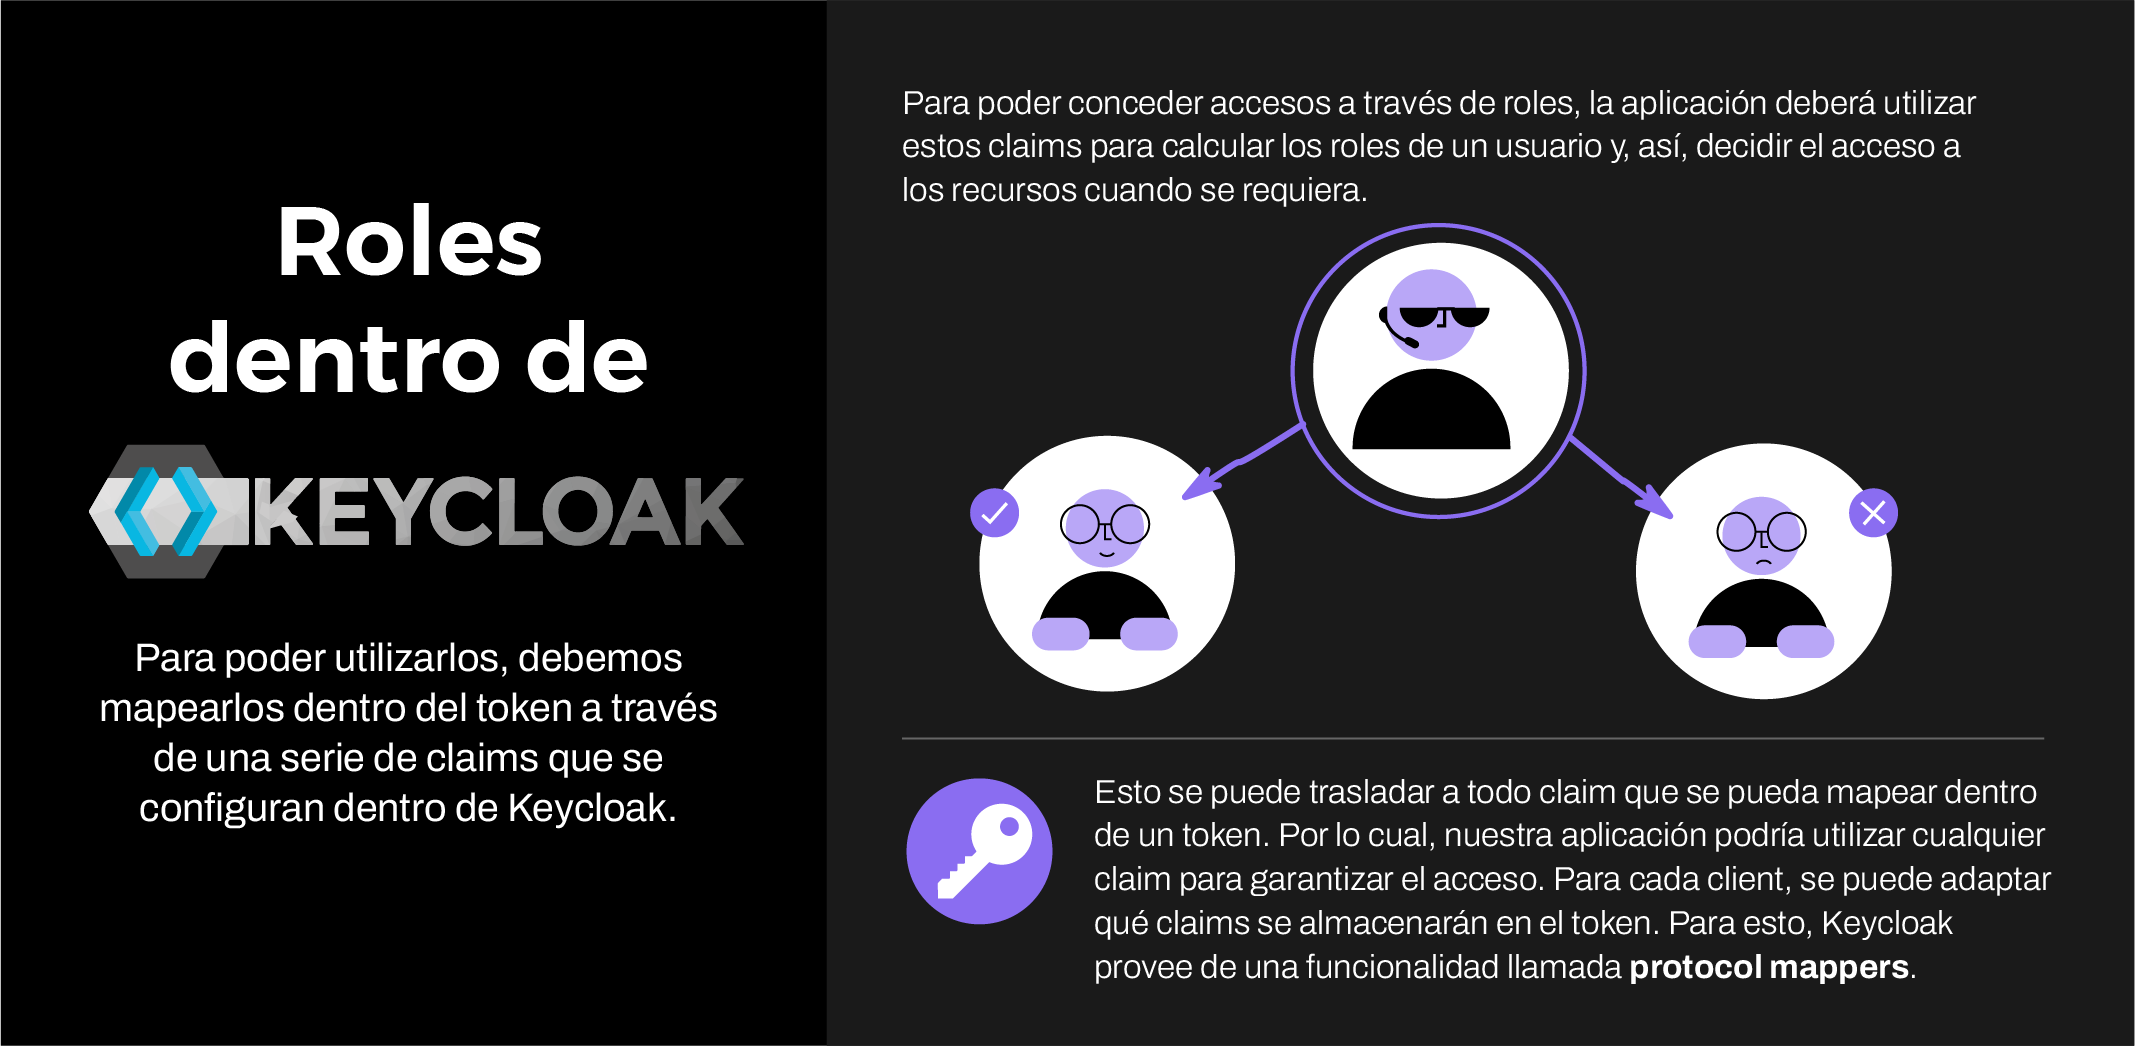 Roles
dentro de
KEYCLOAK
Para poder utilizarlos, debemos
mapearlos dentro del token a través
de una serie de claims que se
configuran dentro de Keycloak.
Para poder conceder accesos a través de roles, la aplicación deberá utilizar
estos claims para calcular los roles de un usuario y, así, decidir el acceso a
los recursos cuando se requiera.
Esto se puede trasladar a todo claim que se pueda mapear dentro
de un token. Por lo cual, nuestra aplicación podría utilizar cualquier
claim para garantizar el acceso. Para cada client, se puede adaptar
qué claims se almacenarán en el token. Para esto, Keycloak
provee de una funcionalidad llamada protocol mappers.